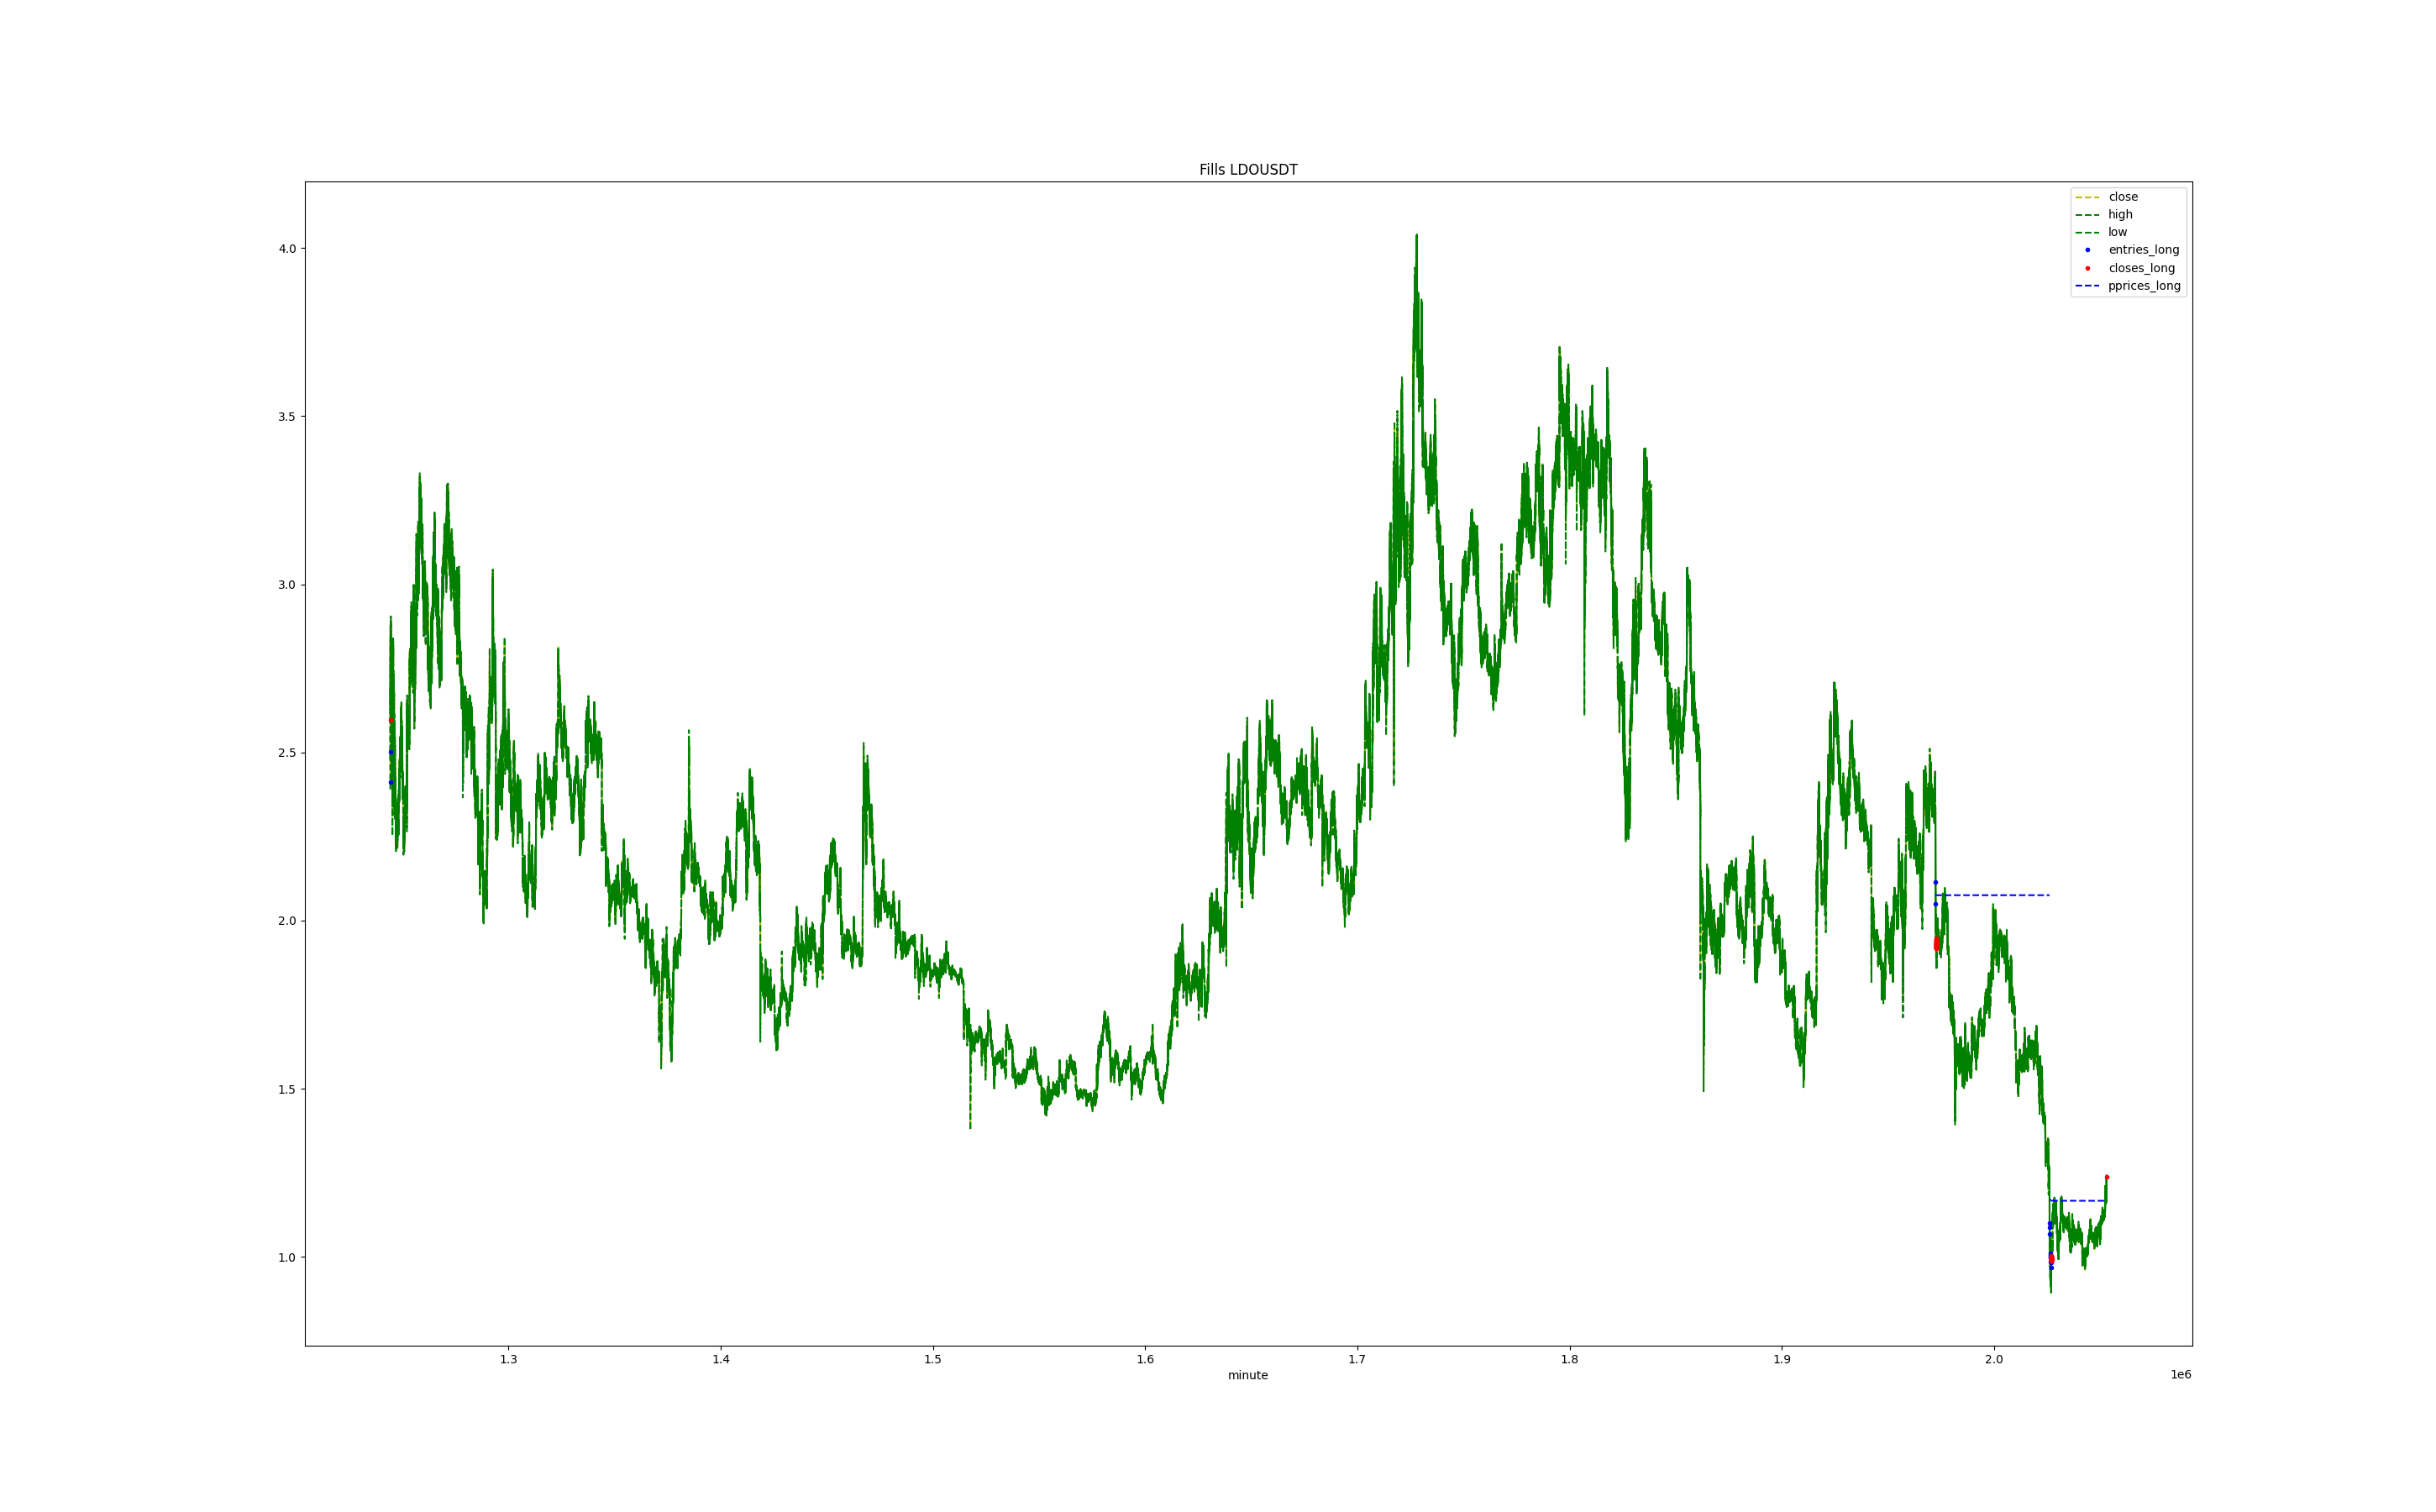 Fills LDOUSDT
close
high
low
entries_long
closes_long
pprices_long
4.0
3.5
3.0
2.5
2.0
1.5
1.0
1.3 1.4 1.5 1.6 1.7 1.8 1.9 2.0
minute
1e6